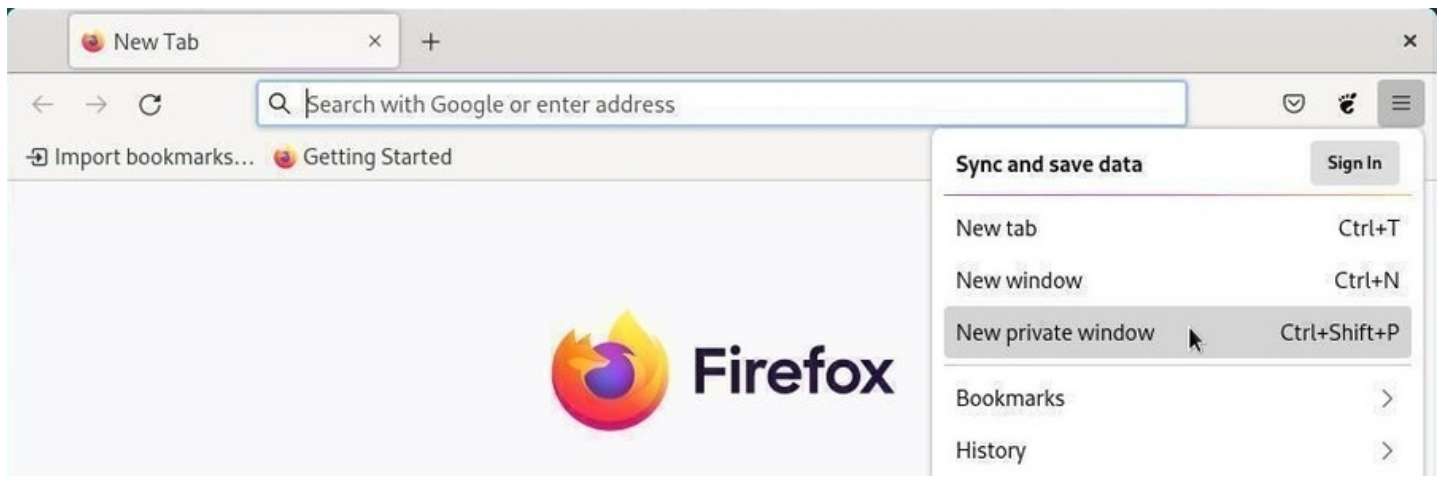 New Tab
Search with Google or enter address
Import bookmarks... Getting Started
Sync and save data Sign In
New tab Ctrl+T
New window Ctrl+N
New private window Ctrl+Shift+P
Firefox
Bookmarks
History